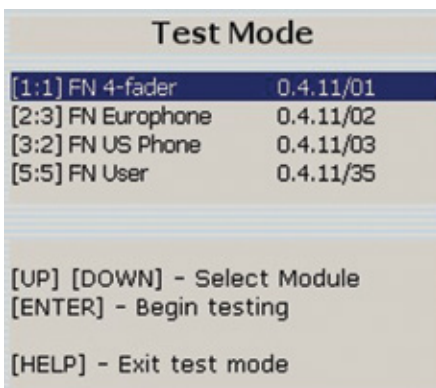 Test Mode
[1:1] FN 4-fader 0.4.11/01
[2:3] FN Europhone 0.4.11/02
[3:2] FN US Phone 0.4.11/03
[5:5] FN User 0.4.11/35
[UP] [DOWN] - Select Module
[ENTER] - Begin testing
[HELP] - Exit test mode